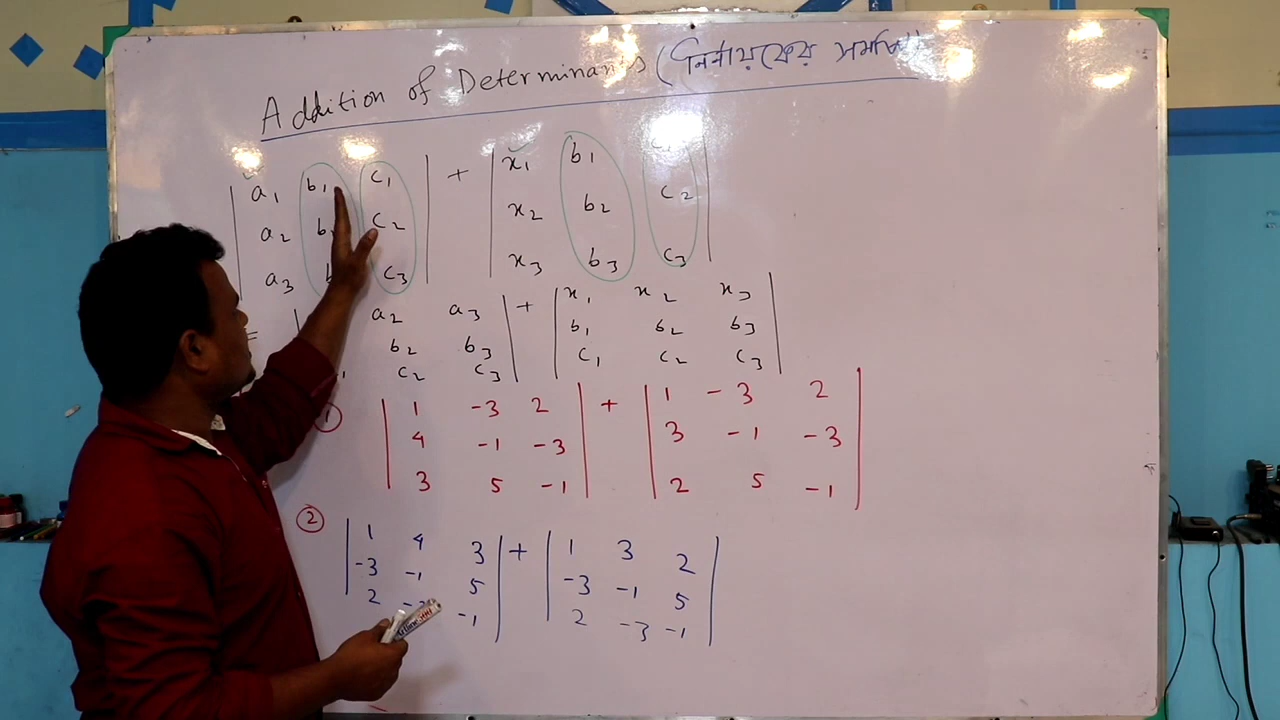 Addition of Determinants (নির্ণায়কের
| a₁ b₁ c₁ | + | x₁ b₁ |
| a₂ b c₂ | | x₂ b₂ c₂ |
| a₃ b c₃ | | x₃ b₃ c₃ |
= | a₂ a₃ | + | x₁ x₂ x₃ |
b₂ b₃ | | b₁ b₂ b₃ |
c₂ c₃ | | c₁ c₂ c₃ |
① | 1 -3 2 | + | 1 -3 2 |
| 4 -1 -3 | | 3 -1 -3 |
| 3 5 -1 | | 2 5 -1 |
② | 1 4 3 | + | 1 3 2 |
| -3 -1 5 | | -3 -1 5 |
| 2 -1 | | 2 -3 -1 |